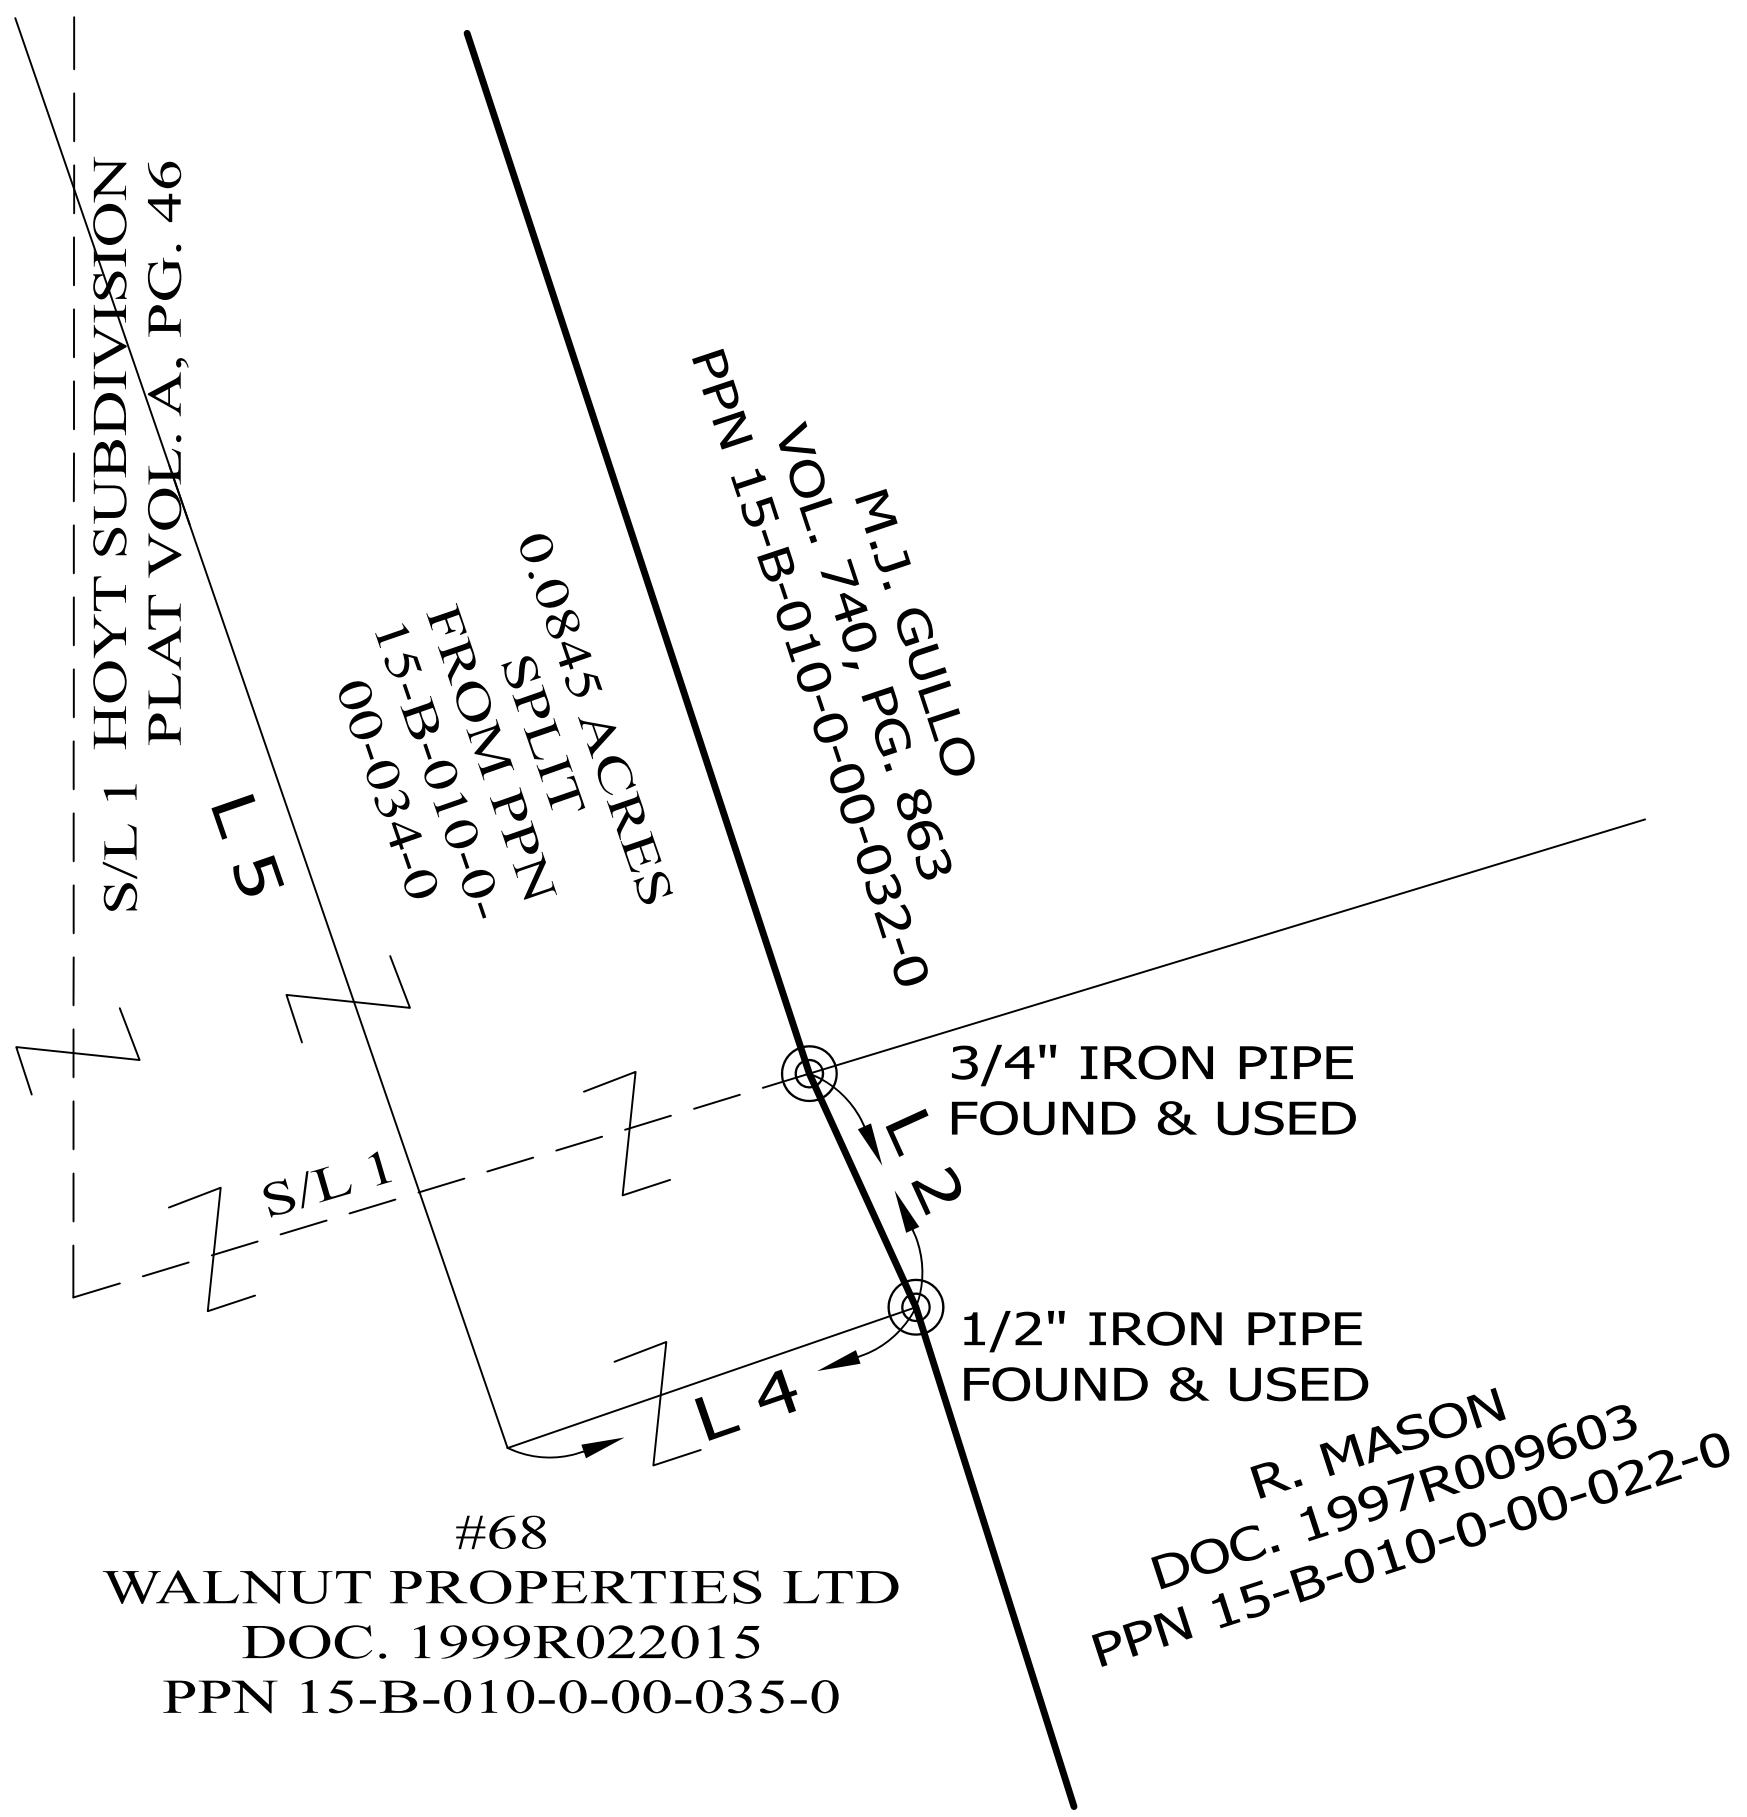 S/L 1 HOYT SUBDIVISION
PLAT VOL. A, PG. 46
L 5
0.0845 ACRES
SPLIT
FROM PPN
15-B-010-0-
00-034-0
M.J. GULLO
VOL. 740, PG. 863
PPN 15-B-010-0-00-032-0
3/4" IRON PIPE
FOUND & USED
L 2
S/L 1
1/2" IRON PIPE
FOUND & USED
L 4
R. MASON
DOC. 1997R009603
PPN 15-B-010-0-00-022-0
#68
WALNUT PROPERTIES LTD
DOC. 1999R022015
PPN 15-B-010-0-00-035-0